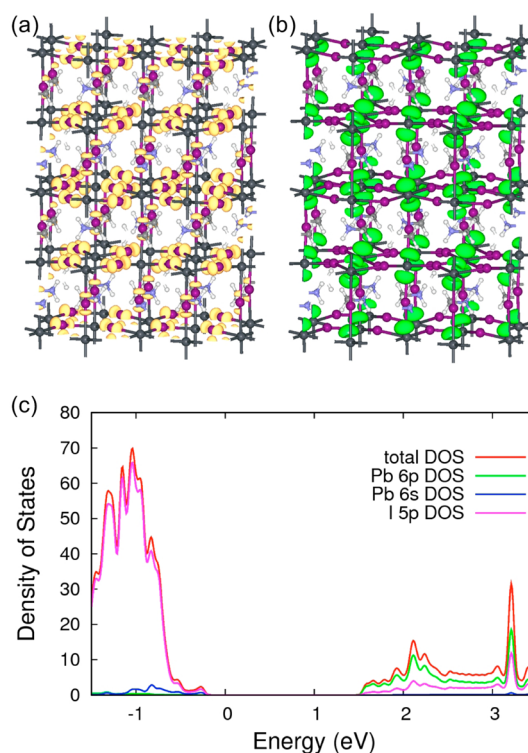 (a) (b)
(c)
80
70
60
50
40
30
20
10
0
Density of States
total DOS
Pb 6p DOS
Pb 6s DOS
I 5p DOS
-1 0 1 2 3
Energy (eV)